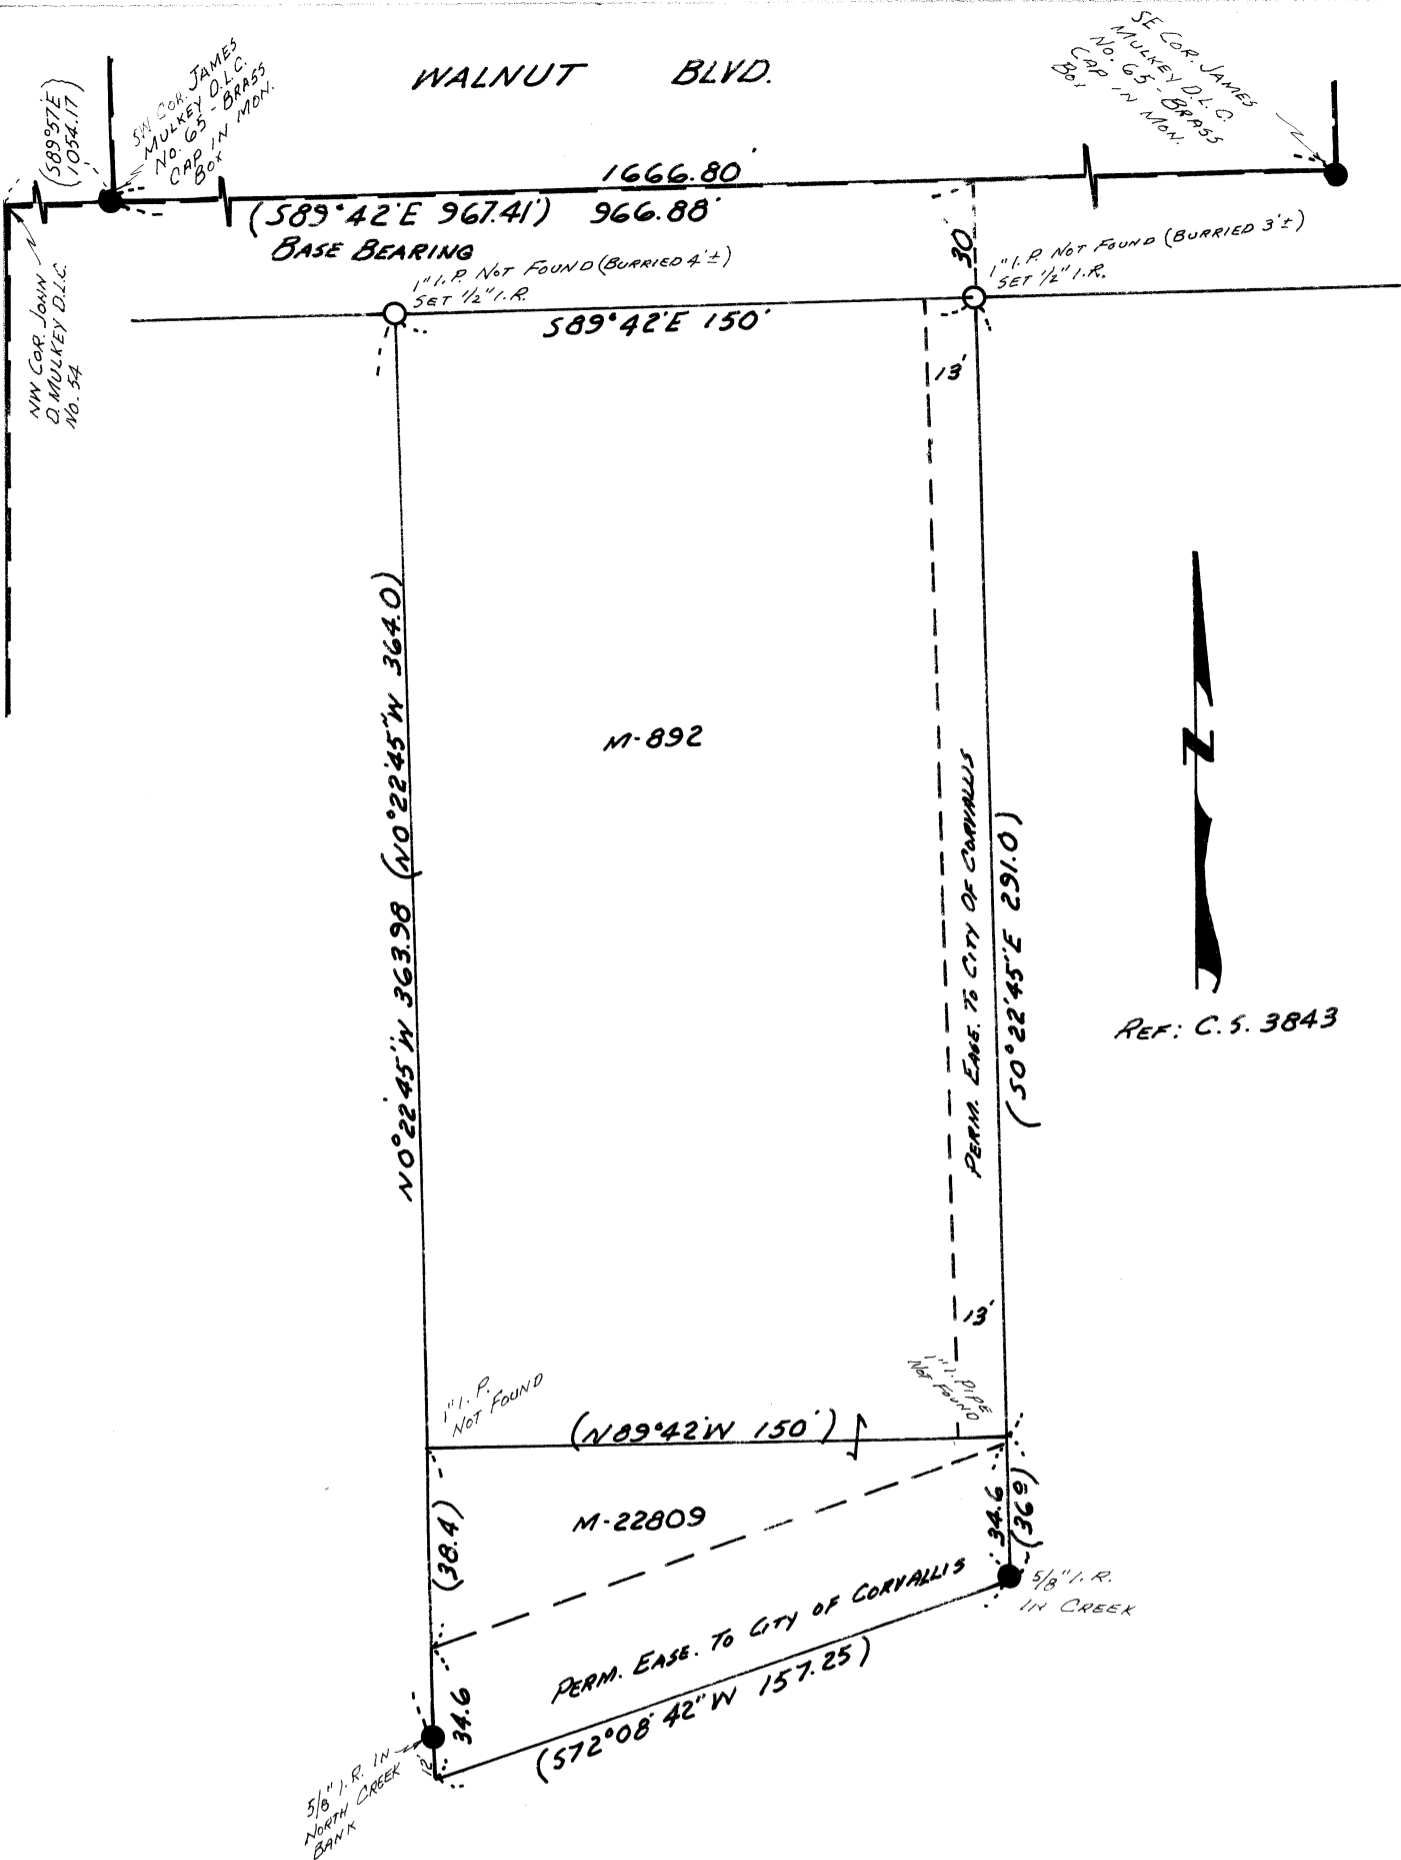 WALNUT BLVD.
(S89°57'E
1054.17)
SW COR. JAMES
MULKEY D.L.C.
NO. 65 - BRASS
CAP IN MON.
BOX
SE COR. JAMES
MULKEY D.L.C.
NO. 65 - BRASS
CAP IN MON.
BOX
1666.80'
(S89°42'E 967.41') 966.88'
BASE BEARING
NW COR. JOHN
D. MULKEY D.L.C.
NO. 54
1" I.P. NOT FOUND (BURRIED 4'±)
SET 1/2" I.R.
30'
1" I.P. NOT FOUND (BURRIED 3'±)
SET 1/2" I.R.
S89°42'E 150'
13'
N0°22'45"W 363.98 (N0°22'45"W 364.0)
M-892
PERM. EASE. TO CITY OF CORVALLIS
(S0°22'45"E 291.0)
N
REF: C.S. 3843
13'
1" I. P.
NOT FOUND
1" I. PIPE
NOT FOUND
(N89°42'W 150')
(38.4)
M-22809
34.6
(36º)
5/8" I.R.
IN CREEK
PERM. EASE. TO CITY OF CORVALLIS
(S72°08'42"W 157.25)
34.6
12'
5/8" I.R. IN
NORTH CREEK
BANK